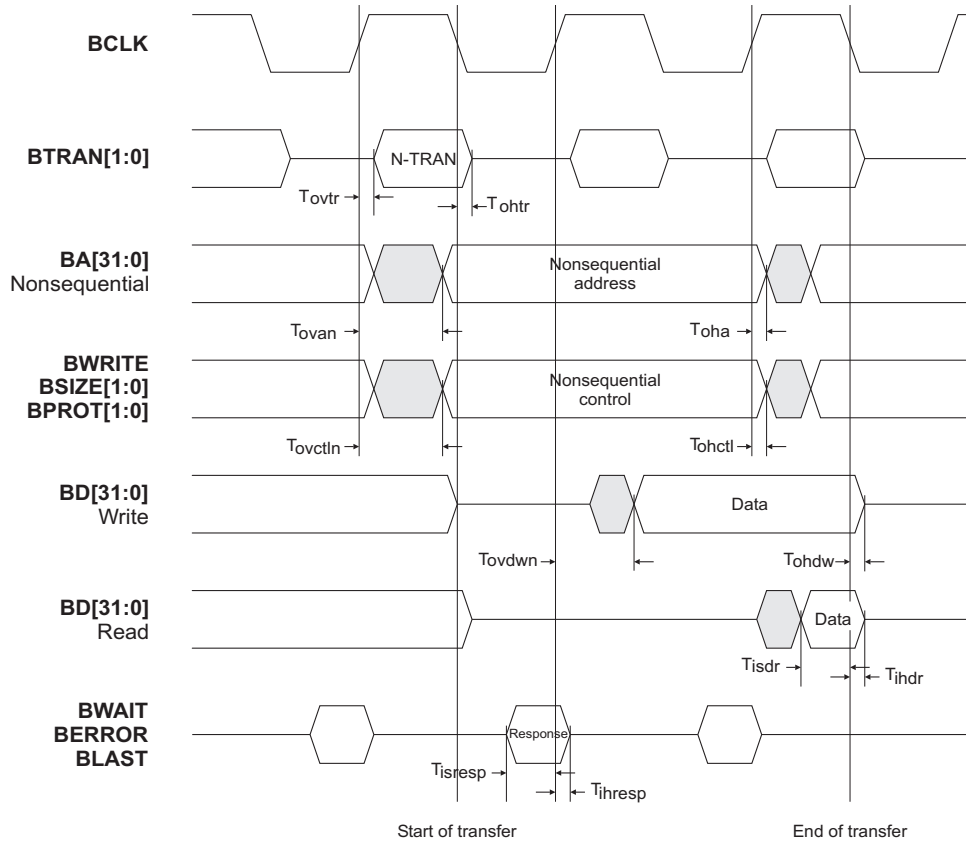 BCLK
BTRAN[1:0]
N-TRAN
Tovtr
Tohtr
BA[31:0]
Nonsequential
Nonsequential
address
Tovan
Toha
BWRITE
BSIZE[1:0]
BPROT[1:0]
Nonsequential
control
Tovctln
Tohctl
BD[31:0]
Write
Data
Tovdwn
Tohdw
BD[31:0]
Read
Data
Tisdr
Tihdr
BWAIT
BERROR
BLAST
Response
Tisresp
Tihresp
Start of transfer
End of transfer